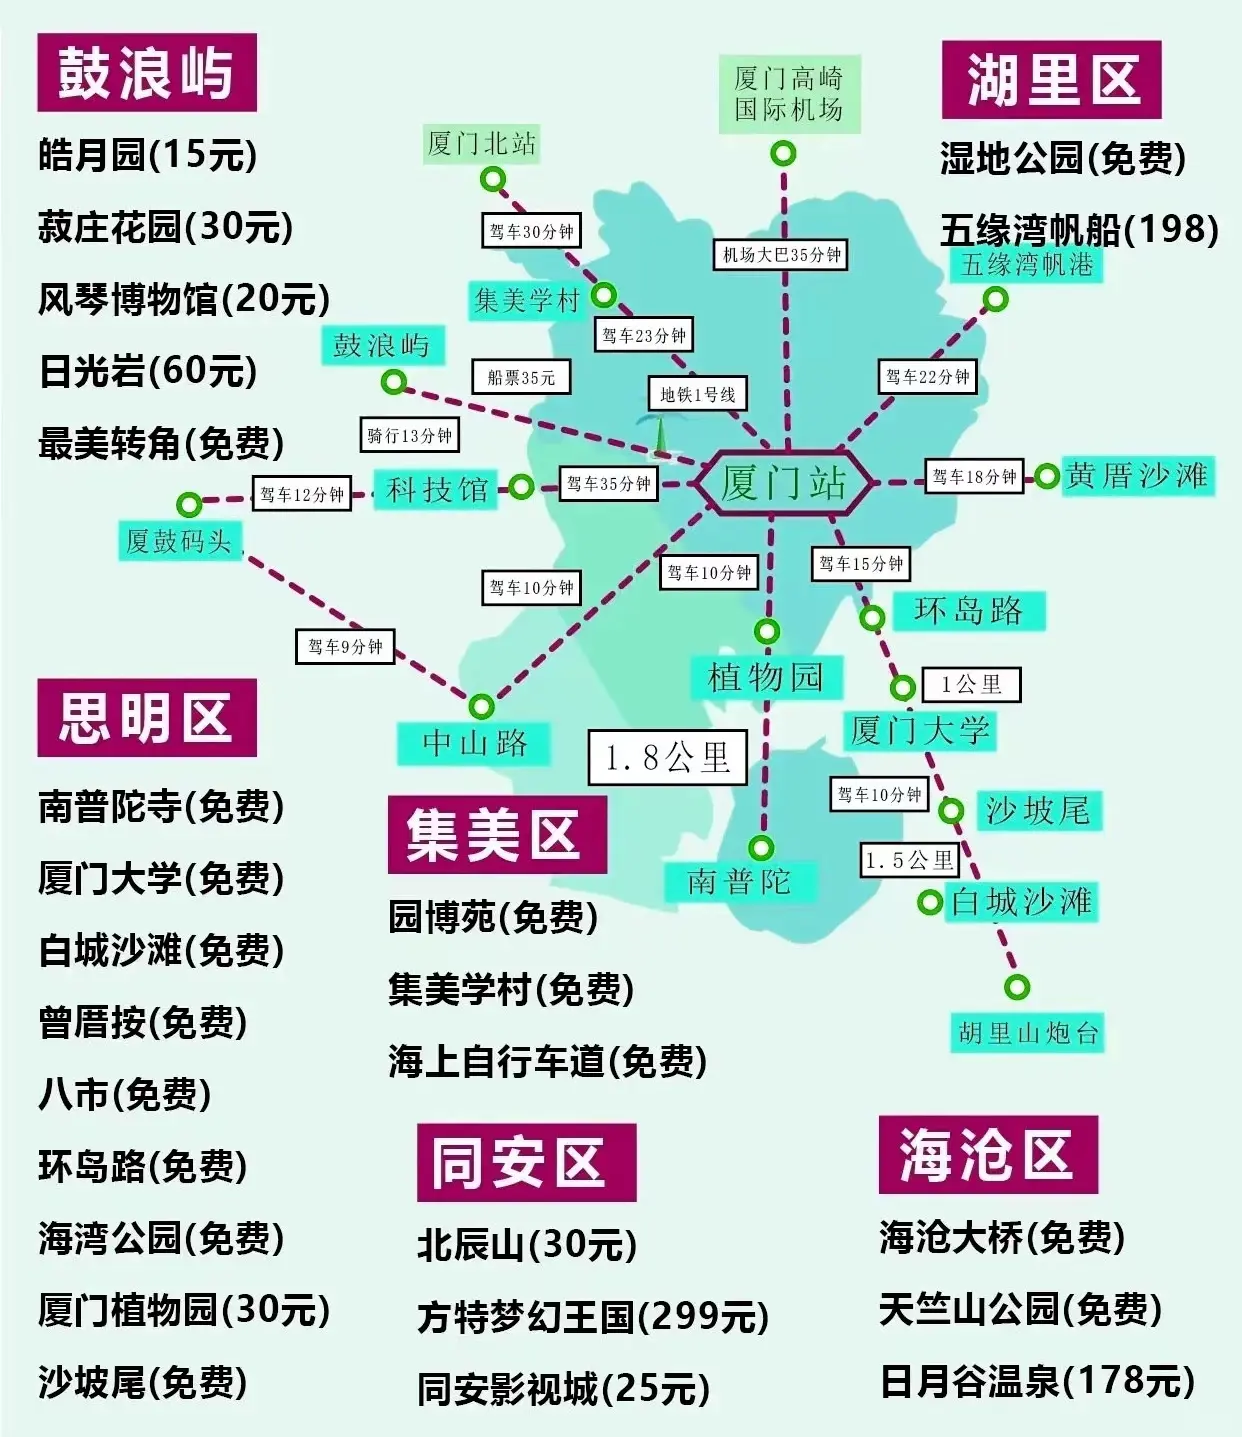 鼓浪屿
皓月园(15元)
菽庄花园(30元)
风琴博物馆(20元)
日光岩(60元)
最美转角(免费)
厦门北站
驾车30分钟
集美学村
驾车23分钟
地铁1号线
厦门高崎
国际机场
机场大巴35分钟
湖里区
湿地公园(免费)
五缘湾帆船(198)
五缘湾帆港
驾车22分钟
鼓浪屿
船票35元
骑行13分钟
厦门站
驾车18分钟
黄厝沙滩
科技馆
驾车35分钟
驾车12分钟
厦鼓码头
驾车9分钟
驾车10分钟
中山路
驾车10分钟
植物园
1.8公里
南普陀
驾车15分钟
环岛路
1公里
厦门大学
驾车10分钟
沙坡尾
1.5公里
白城沙滩
胡里山炮台
思明区
南普陀寺(免费)
厦门大学(免费)
白城沙滩(免费)
曾厝按(免费)
八市(免费)
环岛路(免费)
海湾公园(免费)
厦门植物园(30元)
沙坡尾(免费)
集美区
园博苑(免费)
集美学村(免费)
海上自行车道(免费)
同安区
北辰山(30元)
方特梦幻王国(299元)
同安影视城(25元)
海沧区
海沧大桥(免费)
天竺山公园(免费)
日月谷温泉(178元)